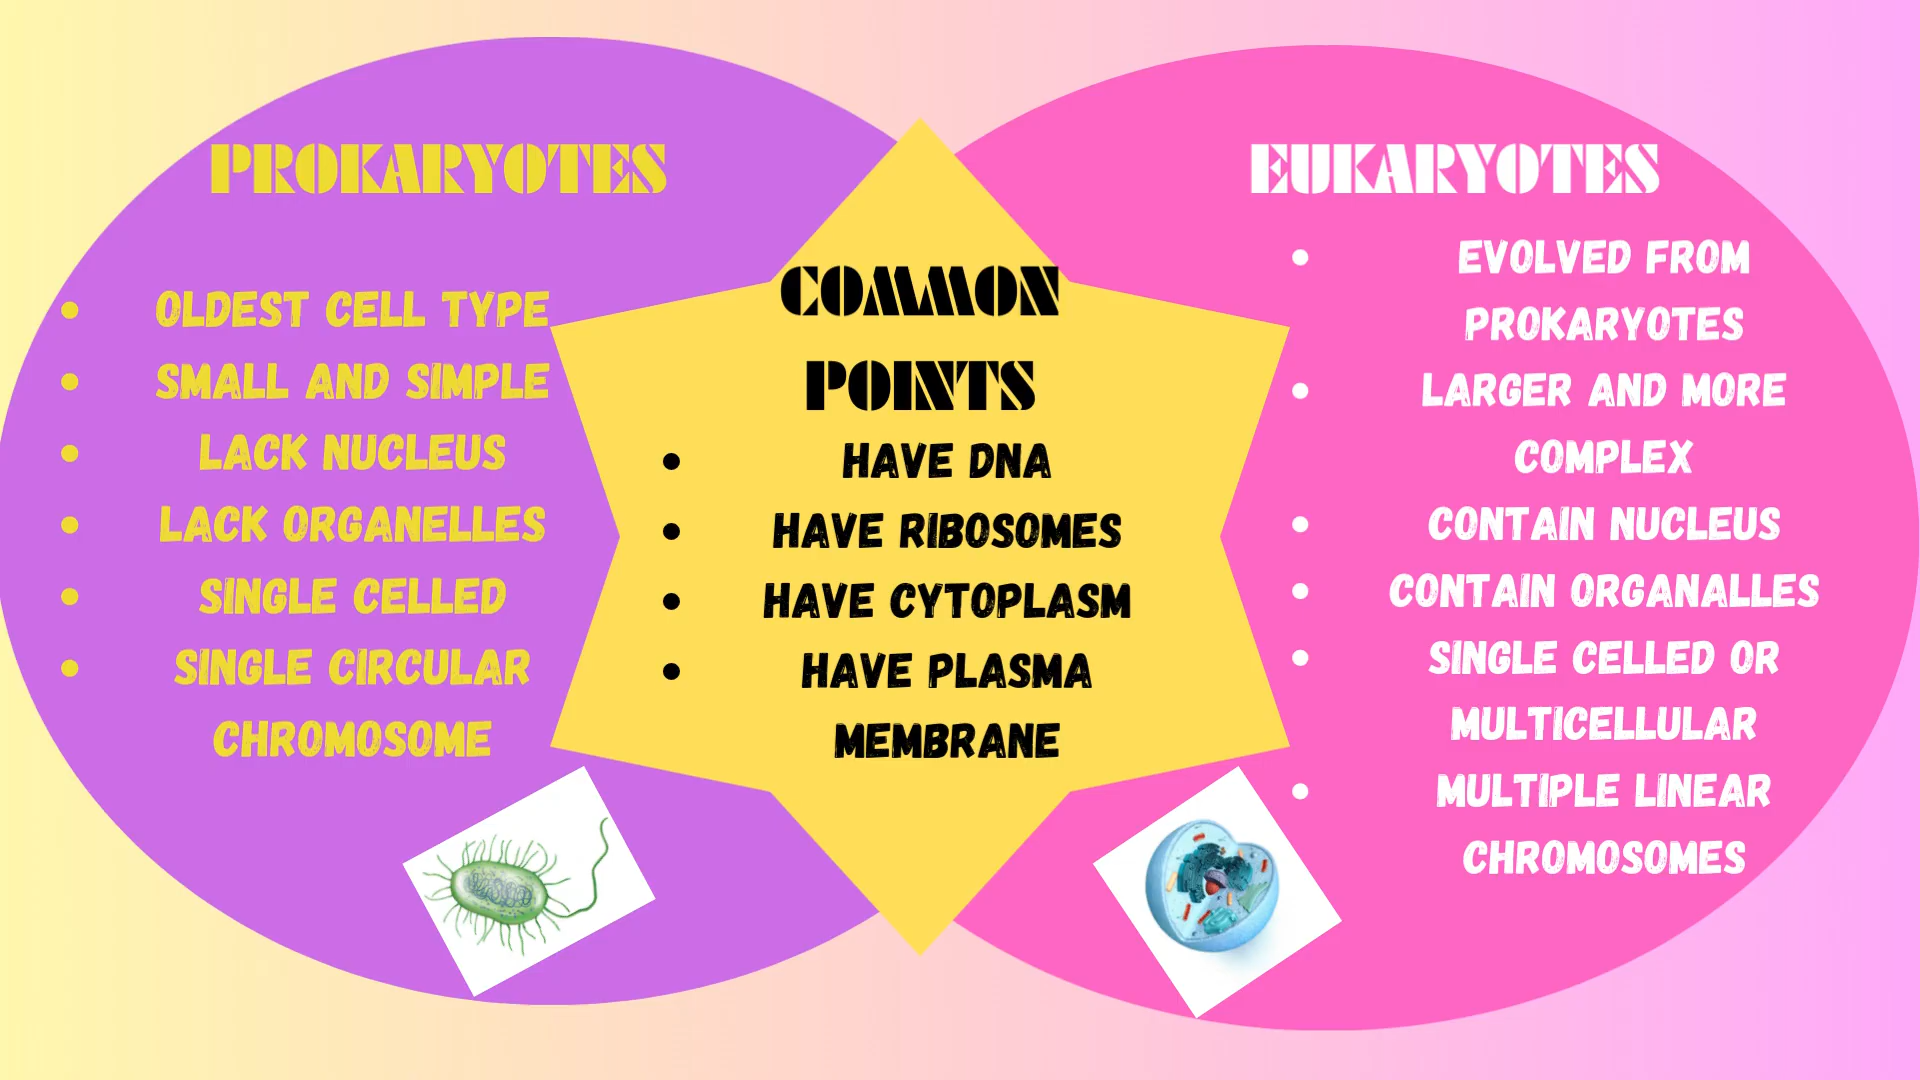 PROKARYOTES
• OLDEST CELL TYPE
• SMALL AND SIMPLE
• LACK NUCLEUS
• LACK ORGANELLES
• SINGLE CELLED
• SINGLE CIRCULAR
CHROMOSOME
COMMON
POINTS
• HAVE DNA
• HAVE RIBOSOMES
• HAVE CYTOPLASM
• HAVE PLASMA
MEMBRANE
EUKARYOTES
• EVOLVED FROM
PROKARYOTES
• LARGER AND MORE
COMPLEX
• CONTAIN NUCLEUS
• CONTAIN ORGANALLES
• SINGLE CELLED OR
MULTICELLULAR
• MULTIPLE LINEAR
CHROMOSOMES